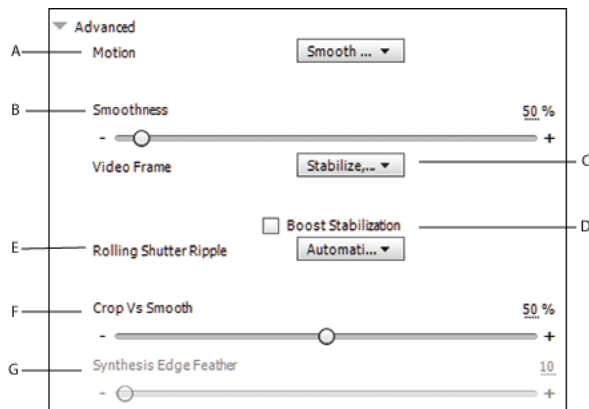 Advanced
A Motion Smooth ...
B Smoothness 50 %
- +
Video Frame Stabilize,... C
Boost Stabilization D
E Rolling Shutter Ripple Automati...
F Crop Vs Smooth 50 %
- +
G Synthesis Edge Feather 10
- +